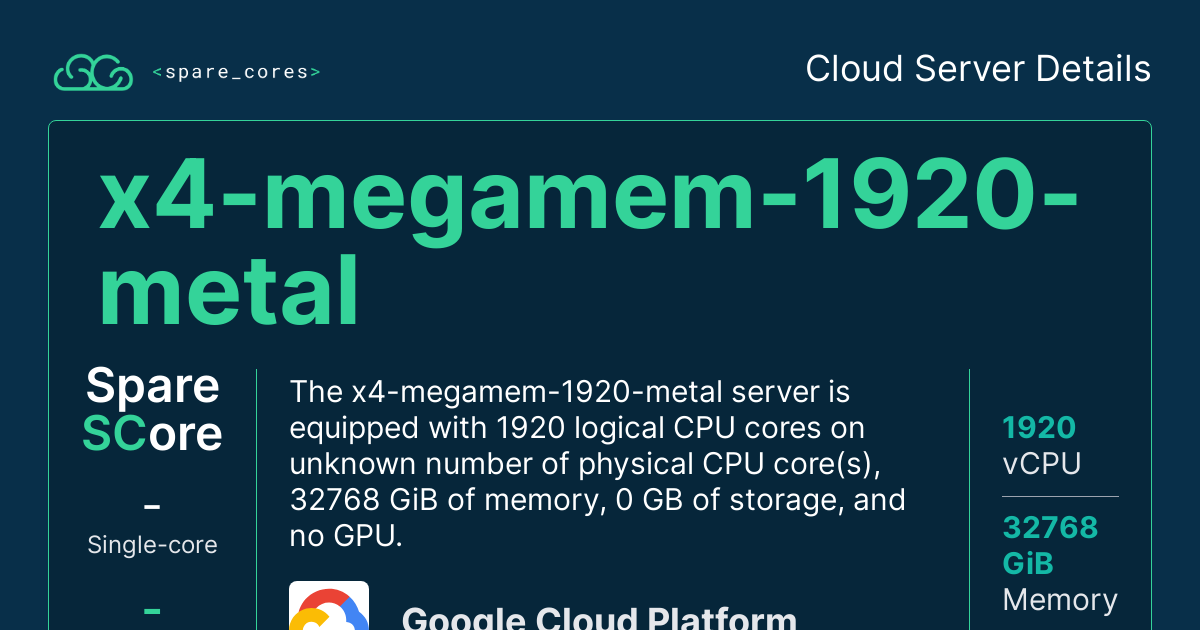 <spare_cores>
Cloud Server Details
x4-megamem-1920-
metal
Spare
SCore
–
Single-core
–
The x4-megamem-1920-metal server is
equipped with 1920 logical CPU cores on
unknown number of physical CPU core(s),
32768 GiB of memory, 0 GB of storage, and
no GPU.
Google Cloud Platform
1920
vCPU
32768
GiB
Memory